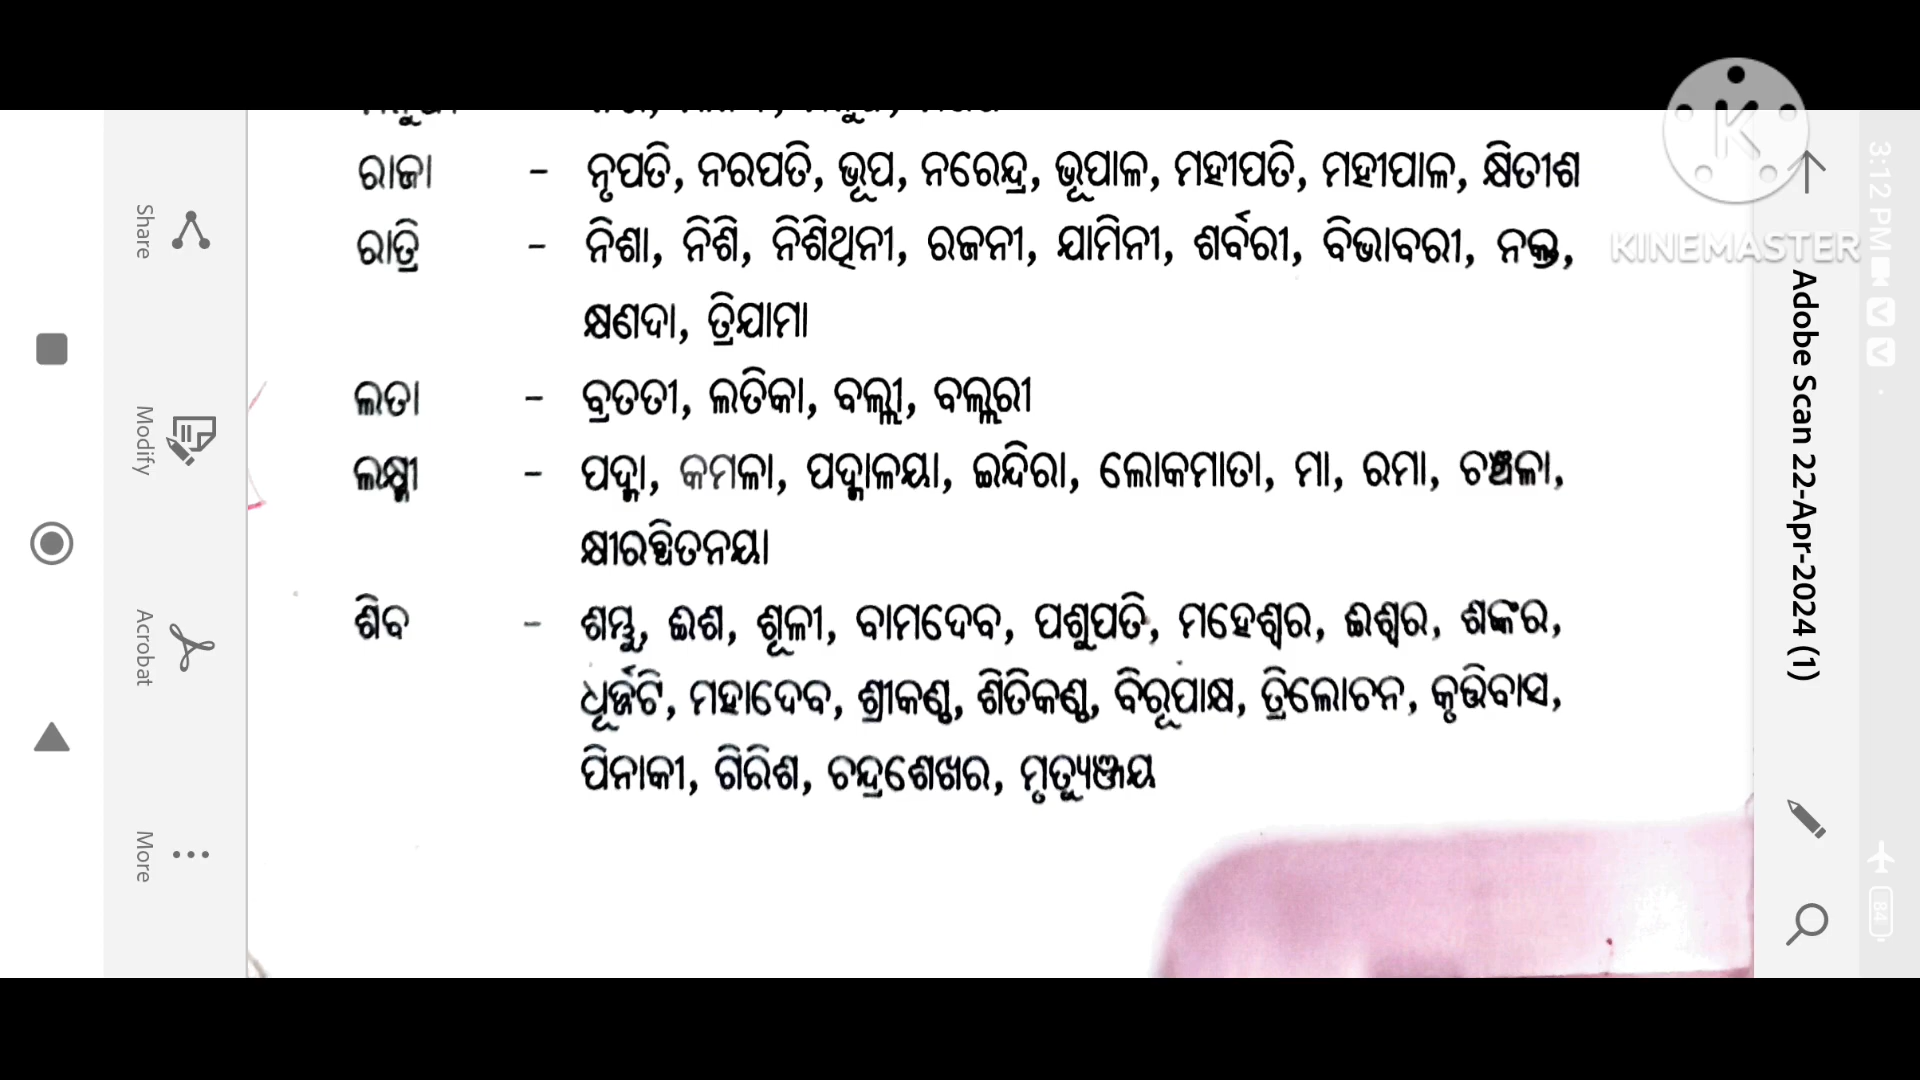 ରାଜା – ନୃପତି, ନରପତି, ଭୂପ, ନରେନ୍ଦ୍ର, ଭୂପାଳ, ମହୀପତି, ମହୀପାଳ, କ୍ଷିତୀଶ
ରାତ୍ରି – ନିଶା, ନିଶି, ନିଶିଥିନୀ, ରଜନୀ, ଯାମିନୀ, ଶର୍ବରୀ, ବିଭାବରୀ, ନକ୍ତ,
କ୍ଷଣଦା, ତ୍ରିଯାମା
ଲତା – ବ୍ରତତୀ, ଲତିକା, ବଲ୍ଲୀ, ବଲ୍ଲରୀ
ଲକ୍ଷ୍ମୀ – ପଦ୍ମା, କମଳା, ପଦ୍ମାଳୟା, ଇନ୍ଦିରା, ଲୋକମାତା, ମା, ରମା, ଚଞ୍ଚଳା,
କ୍ଷୀରବ୍ଧିତନୟା
ଶିବ – ଶମ୍ଭୁ, ଈଶ, ଶୂଳୀ, ବାମଦେବ, ପଶୁପତି, ମହେଶ୍ୱର, ଈଶ୍ୱର, ଶଙ୍କର,
ଧୂର୍ଜଟି, ମହାଦେବ, ଶ୍ରୀକଣ୍ଠ, ଶିତିକଣ୍ଠ, ବିରୂପାକ୍ଷ, ତ୍ରିଲୋଚନ, କୃତ୍ତିବାସ,
ପିନାକୀ, ଗିରିଶ, ଚନ୍ଦ୍ରଶେଖର, ମୃତ୍ୟୁଞ୍ଜୟ
Share
Modify
Acrobat
More
K
KINEMASTER
Adobe Scan 22-Apr-2024 (1)
3:12 PM
84